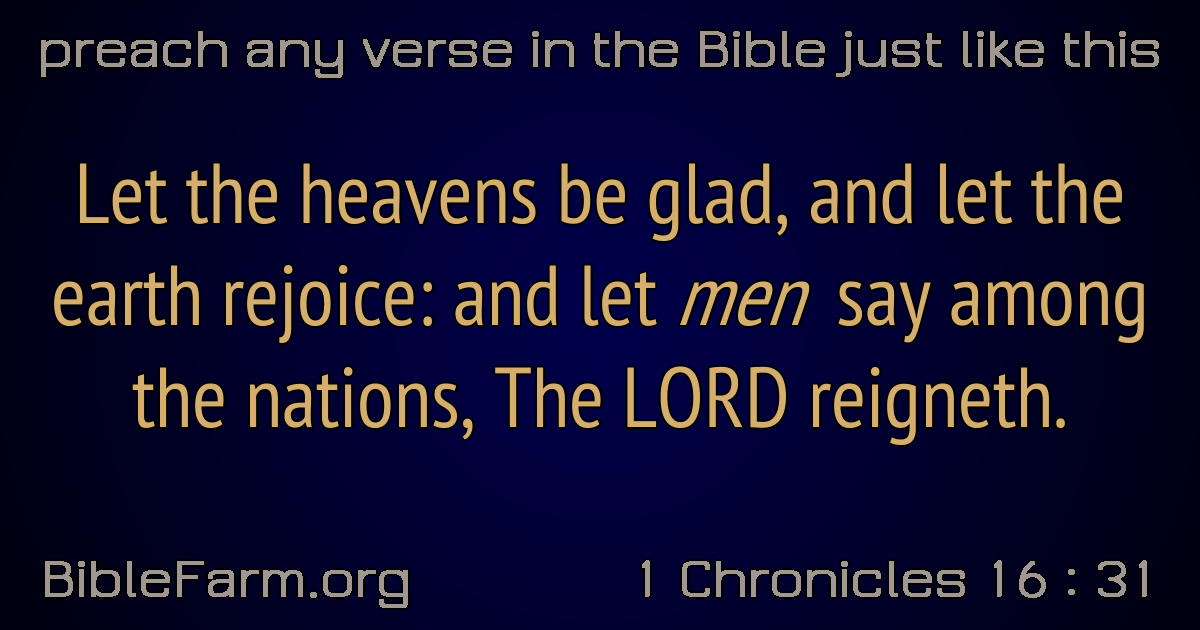 preach any verse in the Bible just like this
Let the heavens be glad, and let the
earth rejoice: and let men say among
the nations, The LORD reigneth.
BibleFarm.org
1 Chronicles 16 : 31